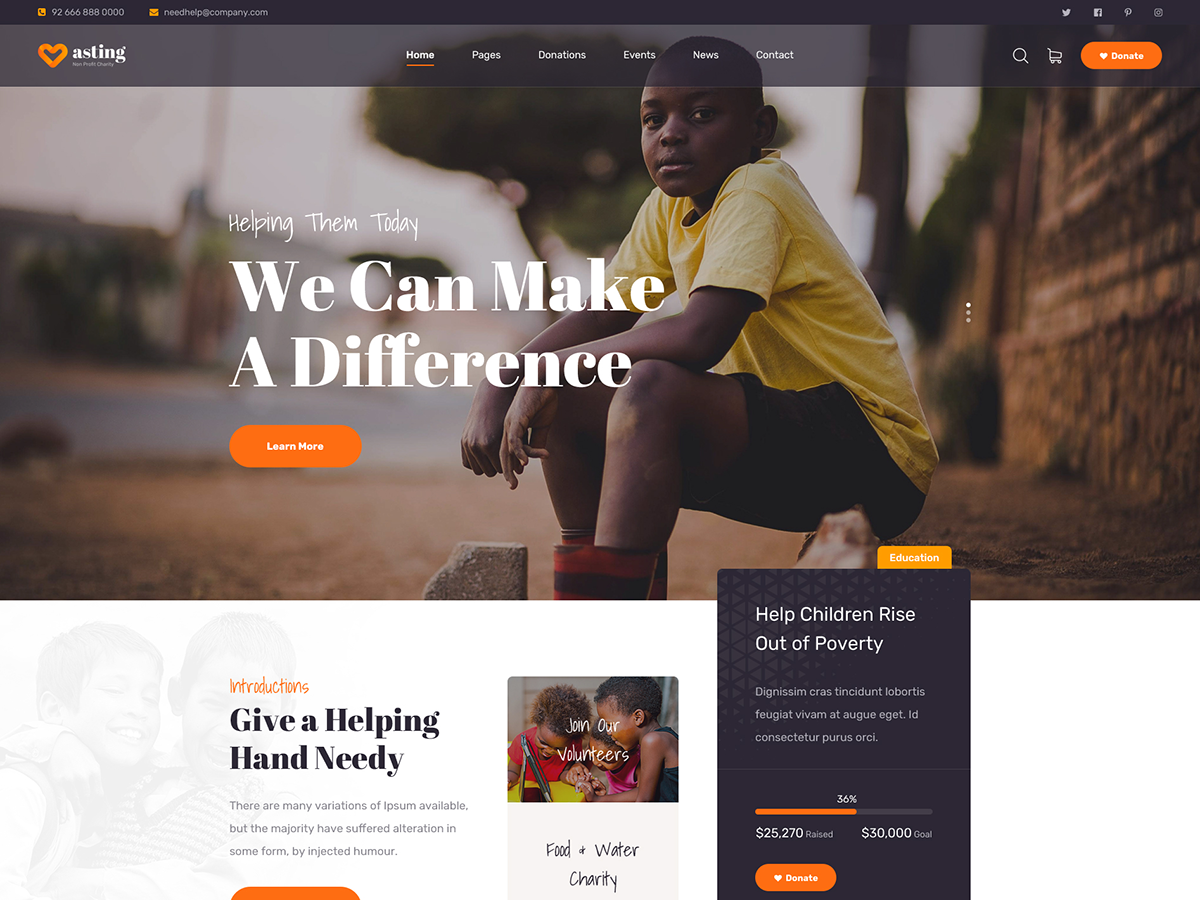 92 666 888 0000
needhelp@company.com
asting
Non Profit Charity
Home
Pages
Donations
Events
News
Contact
Donate
Helping Them Today
We Can Make
A Difference
Learn More
Education
Help Children Rise
Out of Poverty
Dignissim cras tincidunt lobortis
feugiat vivam at augue eget. Id
consectetur purus orci.
36%
$25,270 Raised
$30,000 Goal
Donate
Introductions
Give a Helping
Hand Needy
There are many variations of Ipsum available,
but the majority have suffered alteration in
some form, by injected humour.
Join Our
Volunteers
Food & Water
Charity